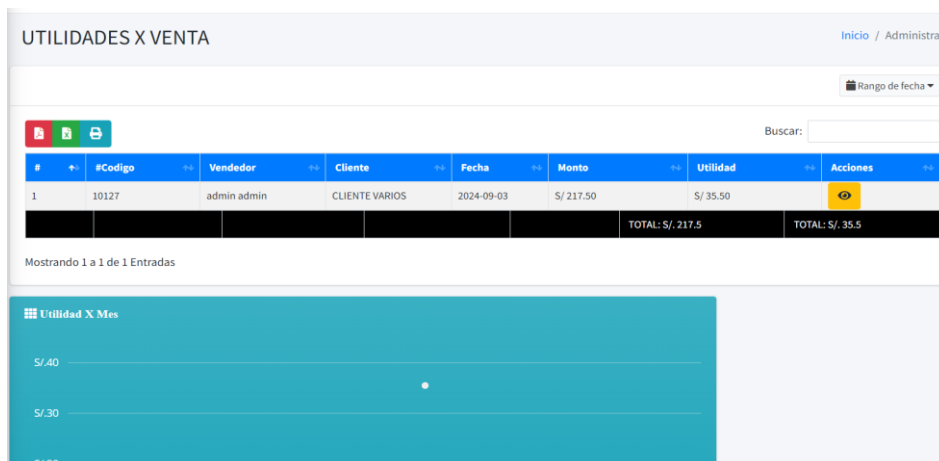 UTILIDADES X VENTA
Inicio / Administra
Rango de fecha
Buscar:
# #Codigo Vendedor Cliente Fecha Monto Utilidad Acciones
1 10127 admin admin CLIENTE VARIOS 2024-09-03 S/ 217.50 S/ 35.50
TOTAL: S/. 217.5 TOTAL: S/. 35.5
Mostrando 1 a 1 de 1 Entradas
Utilidad X Mes
S/.40
S/.30